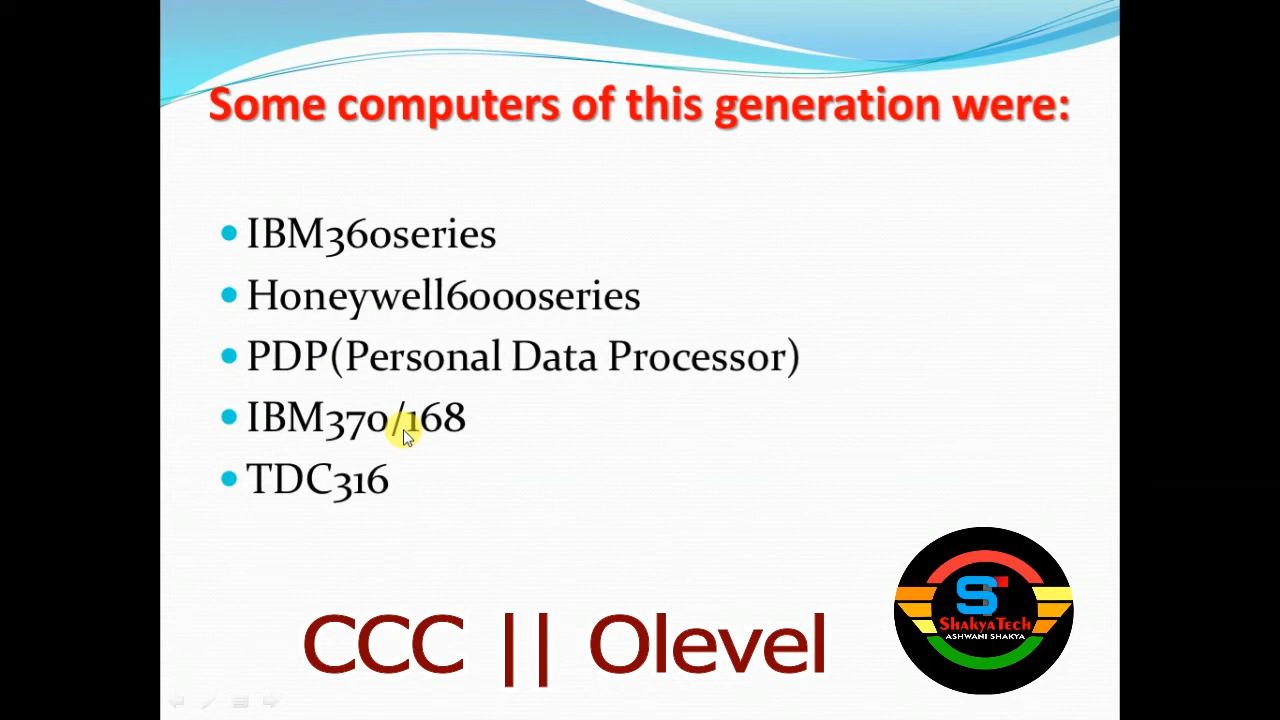 Some computers of this generation were:
IBM360series
Honeywell6000series
PDP(Personal Data Processor)
IBM370/168
TDC316
CCC || Olevel
ST
ShakyaTech
ASHWANI SHAKYA